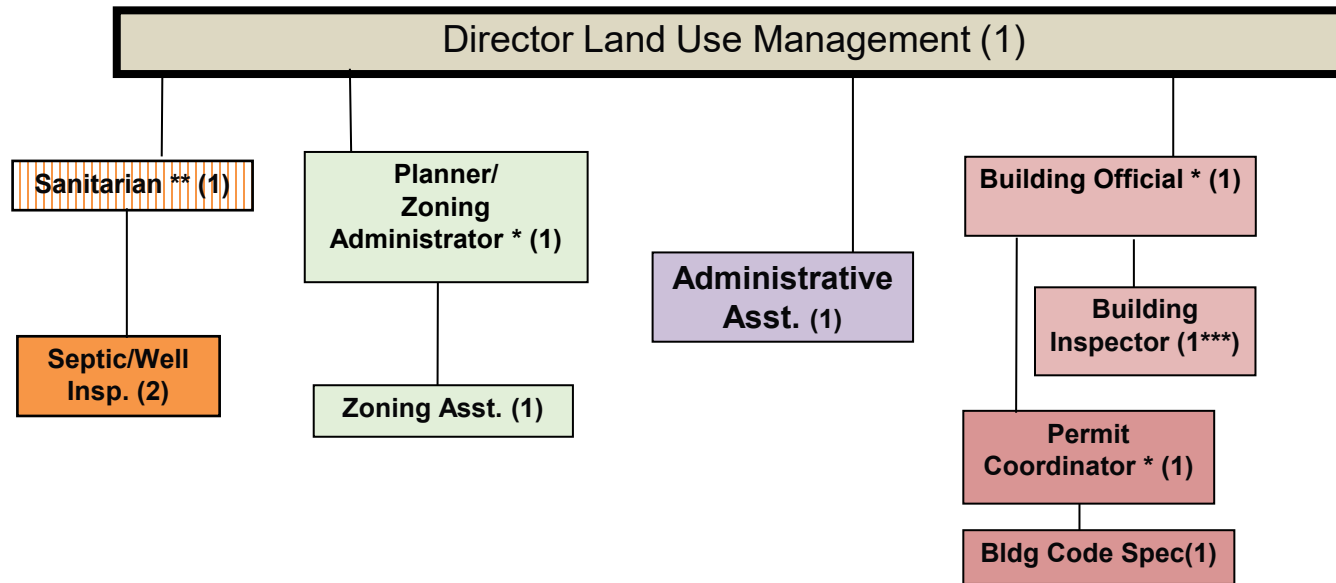 Director Land Use Management (1)
Sanitarian ** (1)
Septic/Well
Insp. (2)
Planner/
Zoning
Administrator * (1)
Zoning Asst. (1)
Administrative
Asst. (1)
Building Official * (1)
Building
Inspector (1***)
Permit
Coordinator * (1)
Bldg Code Spec(1)